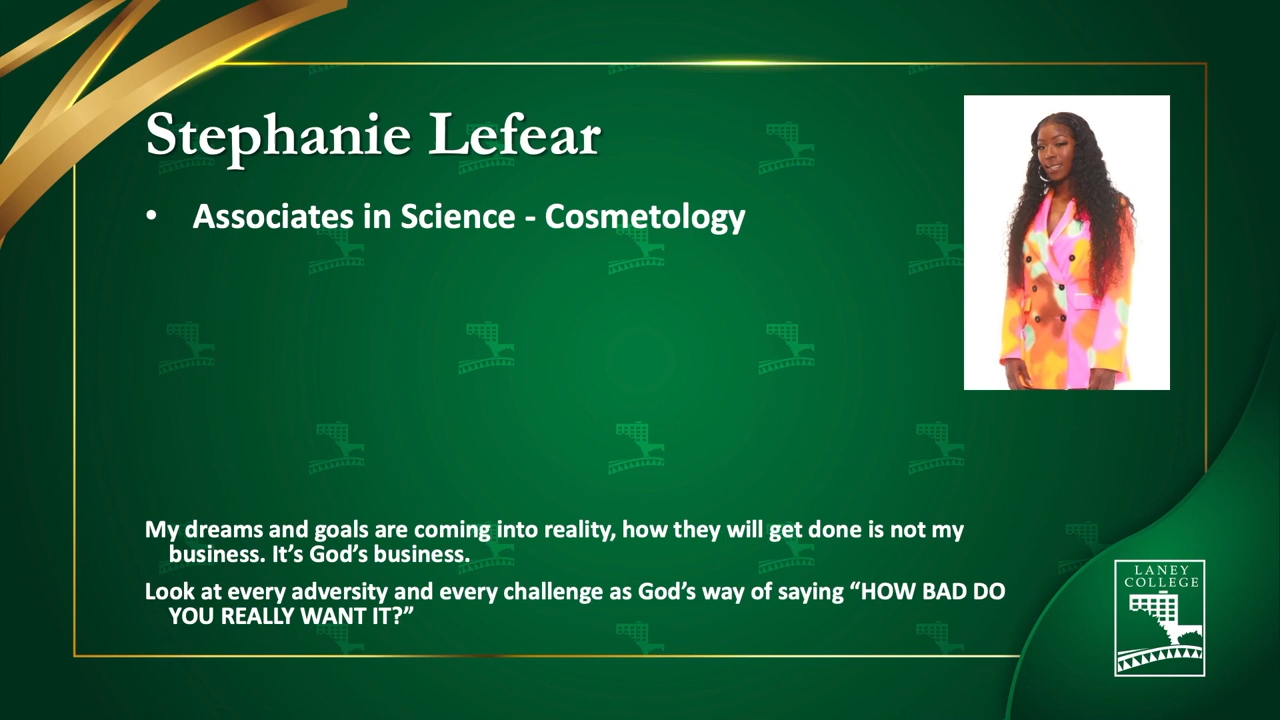 Stephanie Lefear
• Associates in Science - Cosmetology
My dreams and goals are coming into reality, how they will get done is not my
business. It’s God’s business.
Look at every adversity and every challenge as God’s way of saying “HOW BAD DO
YOU REALLY WANT IT?”
LANEY
COLLEGE